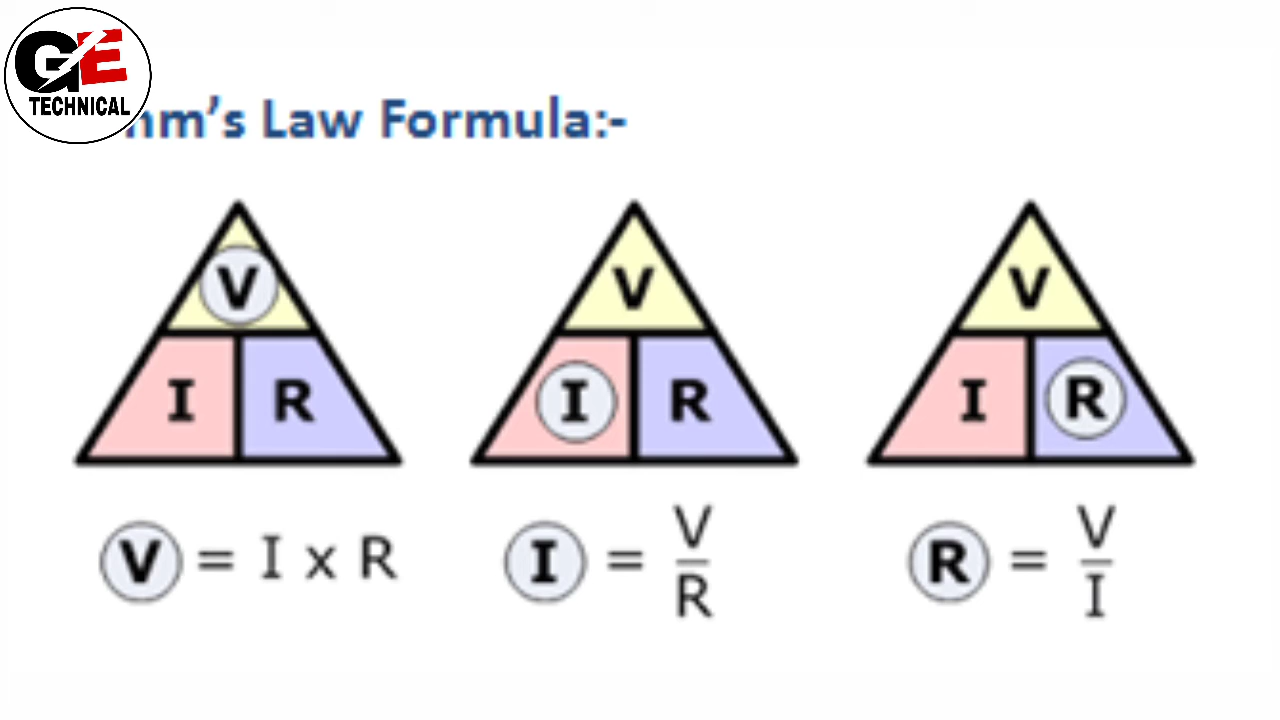 GE
TECHNICAL
hm's Law Formula:-
V
V
V
I R
I R
I R
V = I x R
I = V/R
R = V/I